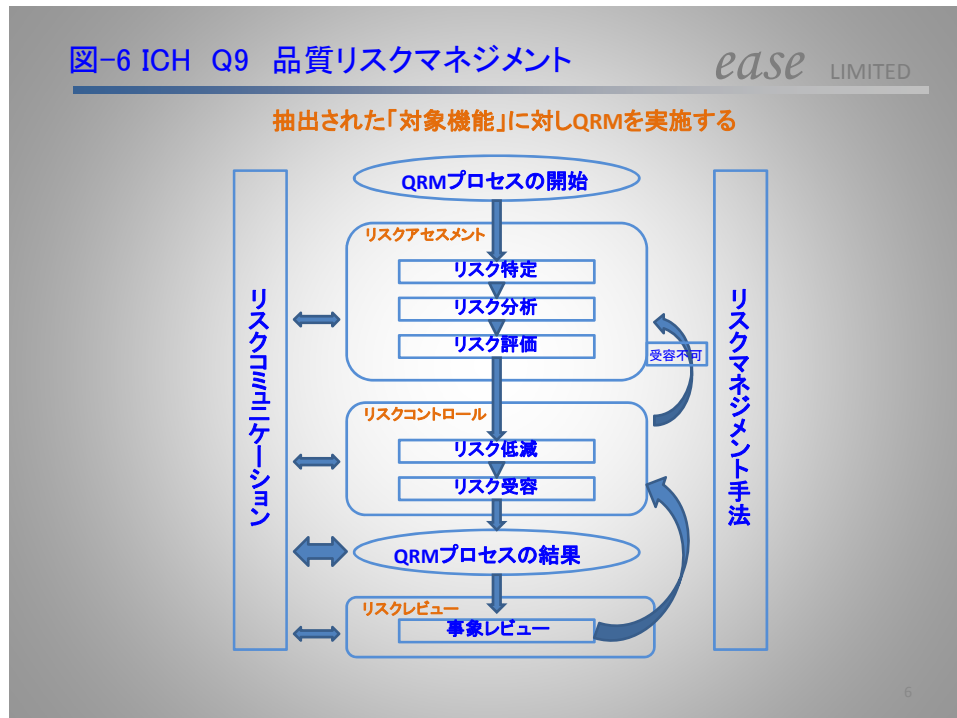 図-6 ICH Q9 品質リスクマネジメント
ease LIMITED
抽出された「対象機能」に対しQRMを実施する
QRMプロセスの開始
リスクアセスメント
リスク特定
リスク分析
リスク評価
受容不可
リスクコミュニケーション
リスクマネジメント手法
リスクコントロール
リスク低減
リスク受容
QRMプロセスの結果
リスクレビュー
事象レビュー
6